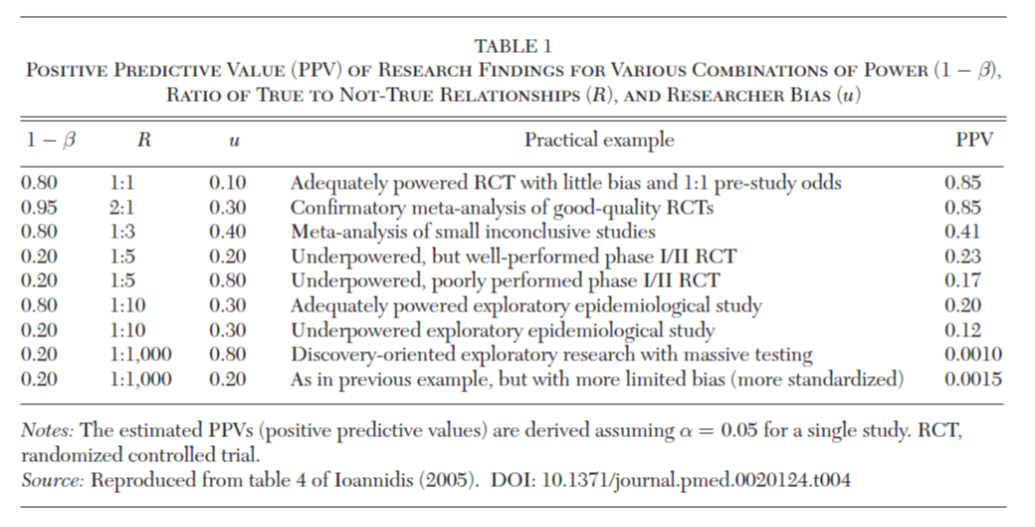 TABLE 1
Positive Predictive Value (PPV) of Research Findings for Various Combinations of Power (1 − β),
Ratio of True to Not-True Relationships (R), and Researcher Bias (u)
1 − β R u Practical example PPV
0.80 1:1 0.10 Adequately powered RCT with little bias and 1:1 pre-study odds 0.85
0.95 2:1 0.30 Confirmatory meta-analysis of good-quality RCTs 0.85
0.80 1:3 0.40 Meta-analysis of small inconclusive studies 0.41
0.20 1:5 0.20 Underpowered, but well-performed phase I/II RCT 0.23
0.20 1:5 0.80 Underpowered, poorly performed phase I/II RCT 0.17
0.80 1:10 0.30 Adequately powered exploratory epidemiological study 0.20
0.20 1:10 0.30 Underpowered exploratory epidemiological study 0.12
0.20 1:1,000 0.80 Discovery-oriented exploratory research with massive testing 0.0010
0.20 1:1,000 0.20 As in previous example, but with more limited bias (more standardized) 0.0015
Notes: The estimated PPVs (positive predictive values) are derived assuming α = 0.05 for a single study. RCT,
randomized controlled trial.
Source: Reproduced from table 4 of Ioannidis (2005). DOI: 10.1371/journal.pmed.0020124.t004